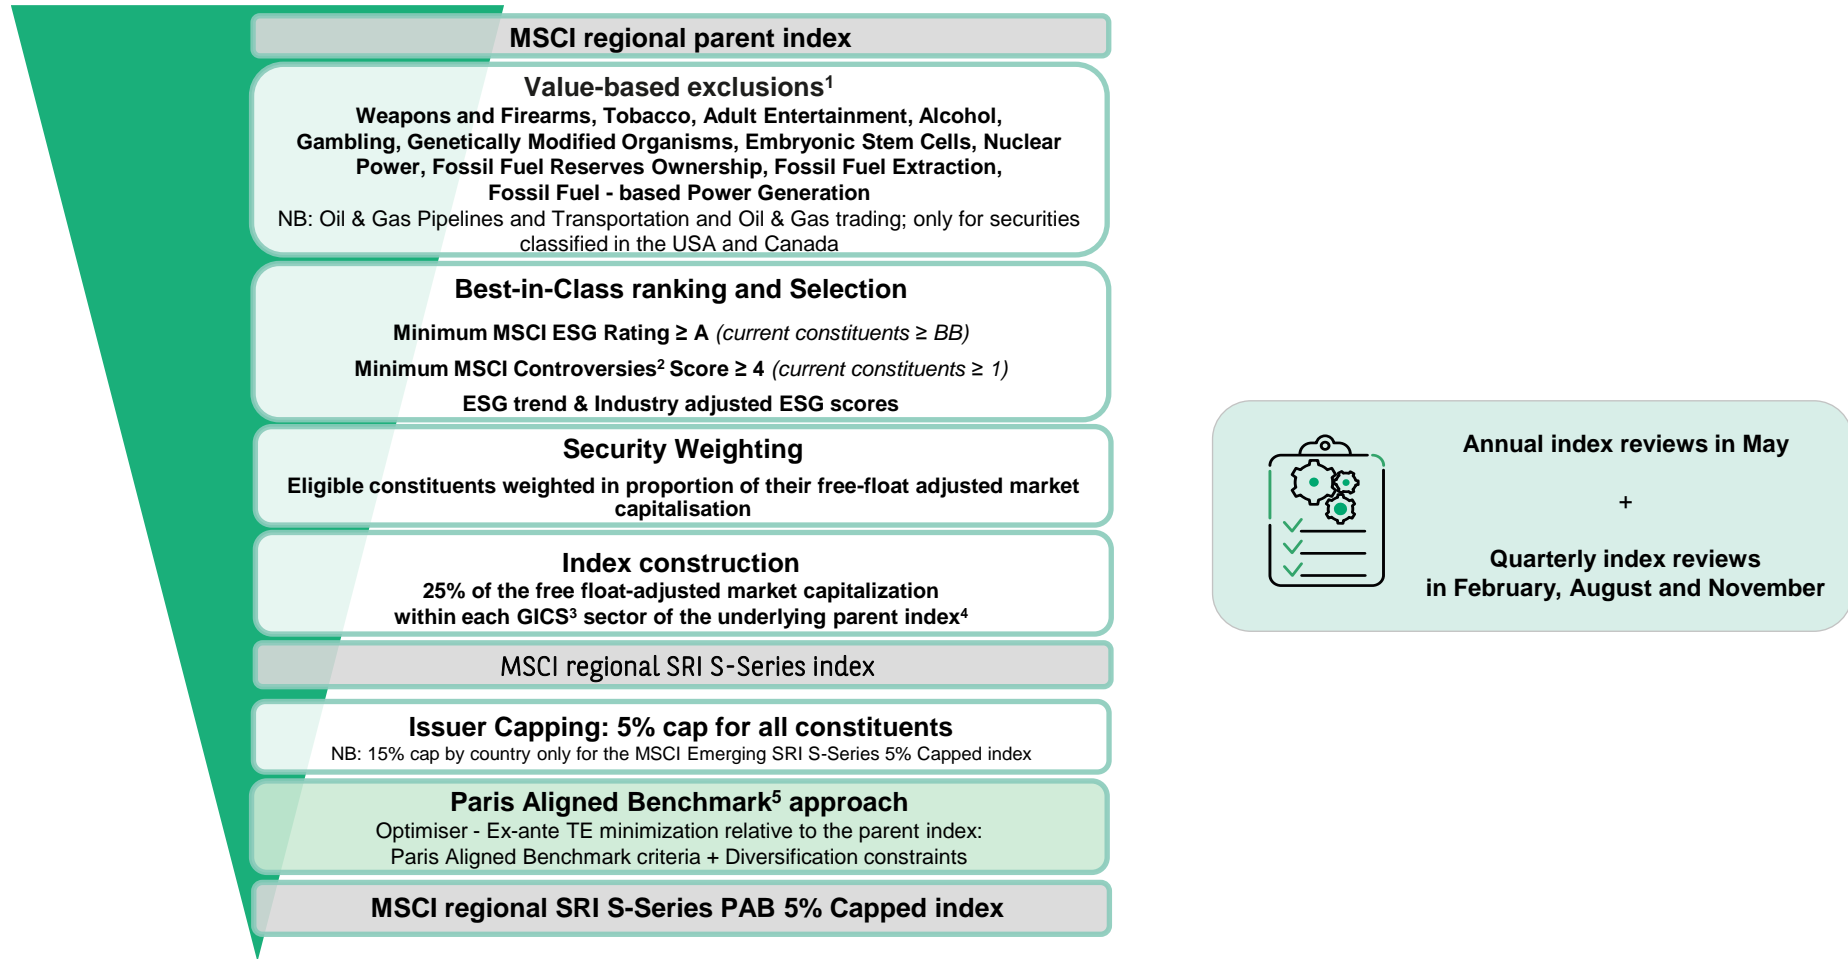 MSCI regional parent index
Value-based exclusions¹
Weapons and Firearms, Tobacco, Adult Entertainment, Alcohol,
Gambling, Genetically Modified Organisms, Embryonic Stem Cells, Nuclear
Power, Fossil Fuel Reserves Ownership, Fossil Fuel Extraction,
Fossil Fuel - based Power Generation
NB: Oil & Gas Pipelines and Transportation and Oil & Gas trading; only for securities
classified in the USA and Canada
Best-in-Class ranking and Selection
Minimum MSCI ESG Rating ≥ A (current constituents ≥ BB)
Minimum MSCI Controversies² Score ≥ 4 (current constituents ≥ 1)
ESG trend & Industry adjusted ESG scores
Security Weighting
Eligible constituents weighted in proportion of their free-float adjusted market
capitalisation
Index construction
25% of the free float-adjusted market capitalization
within each GICS³ sector of the underlying parent index⁴
MSCI regional SRI S-Series index
Issuer Capping: 5% cap for all constituents
NB: 15% cap by country only for the MSCI Emerging SRI S-Series 5% Capped index
Paris Aligned Benchmark⁵ approach
Optimiser - Ex-ante TE minimization relative to the parent index:
Paris Aligned Benchmark criteria + Diversification constraints
MSCI regional SRI S-Series PAB 5% Capped index
Annual index reviews in May
+
Quarterly index reviews
in February, August and November